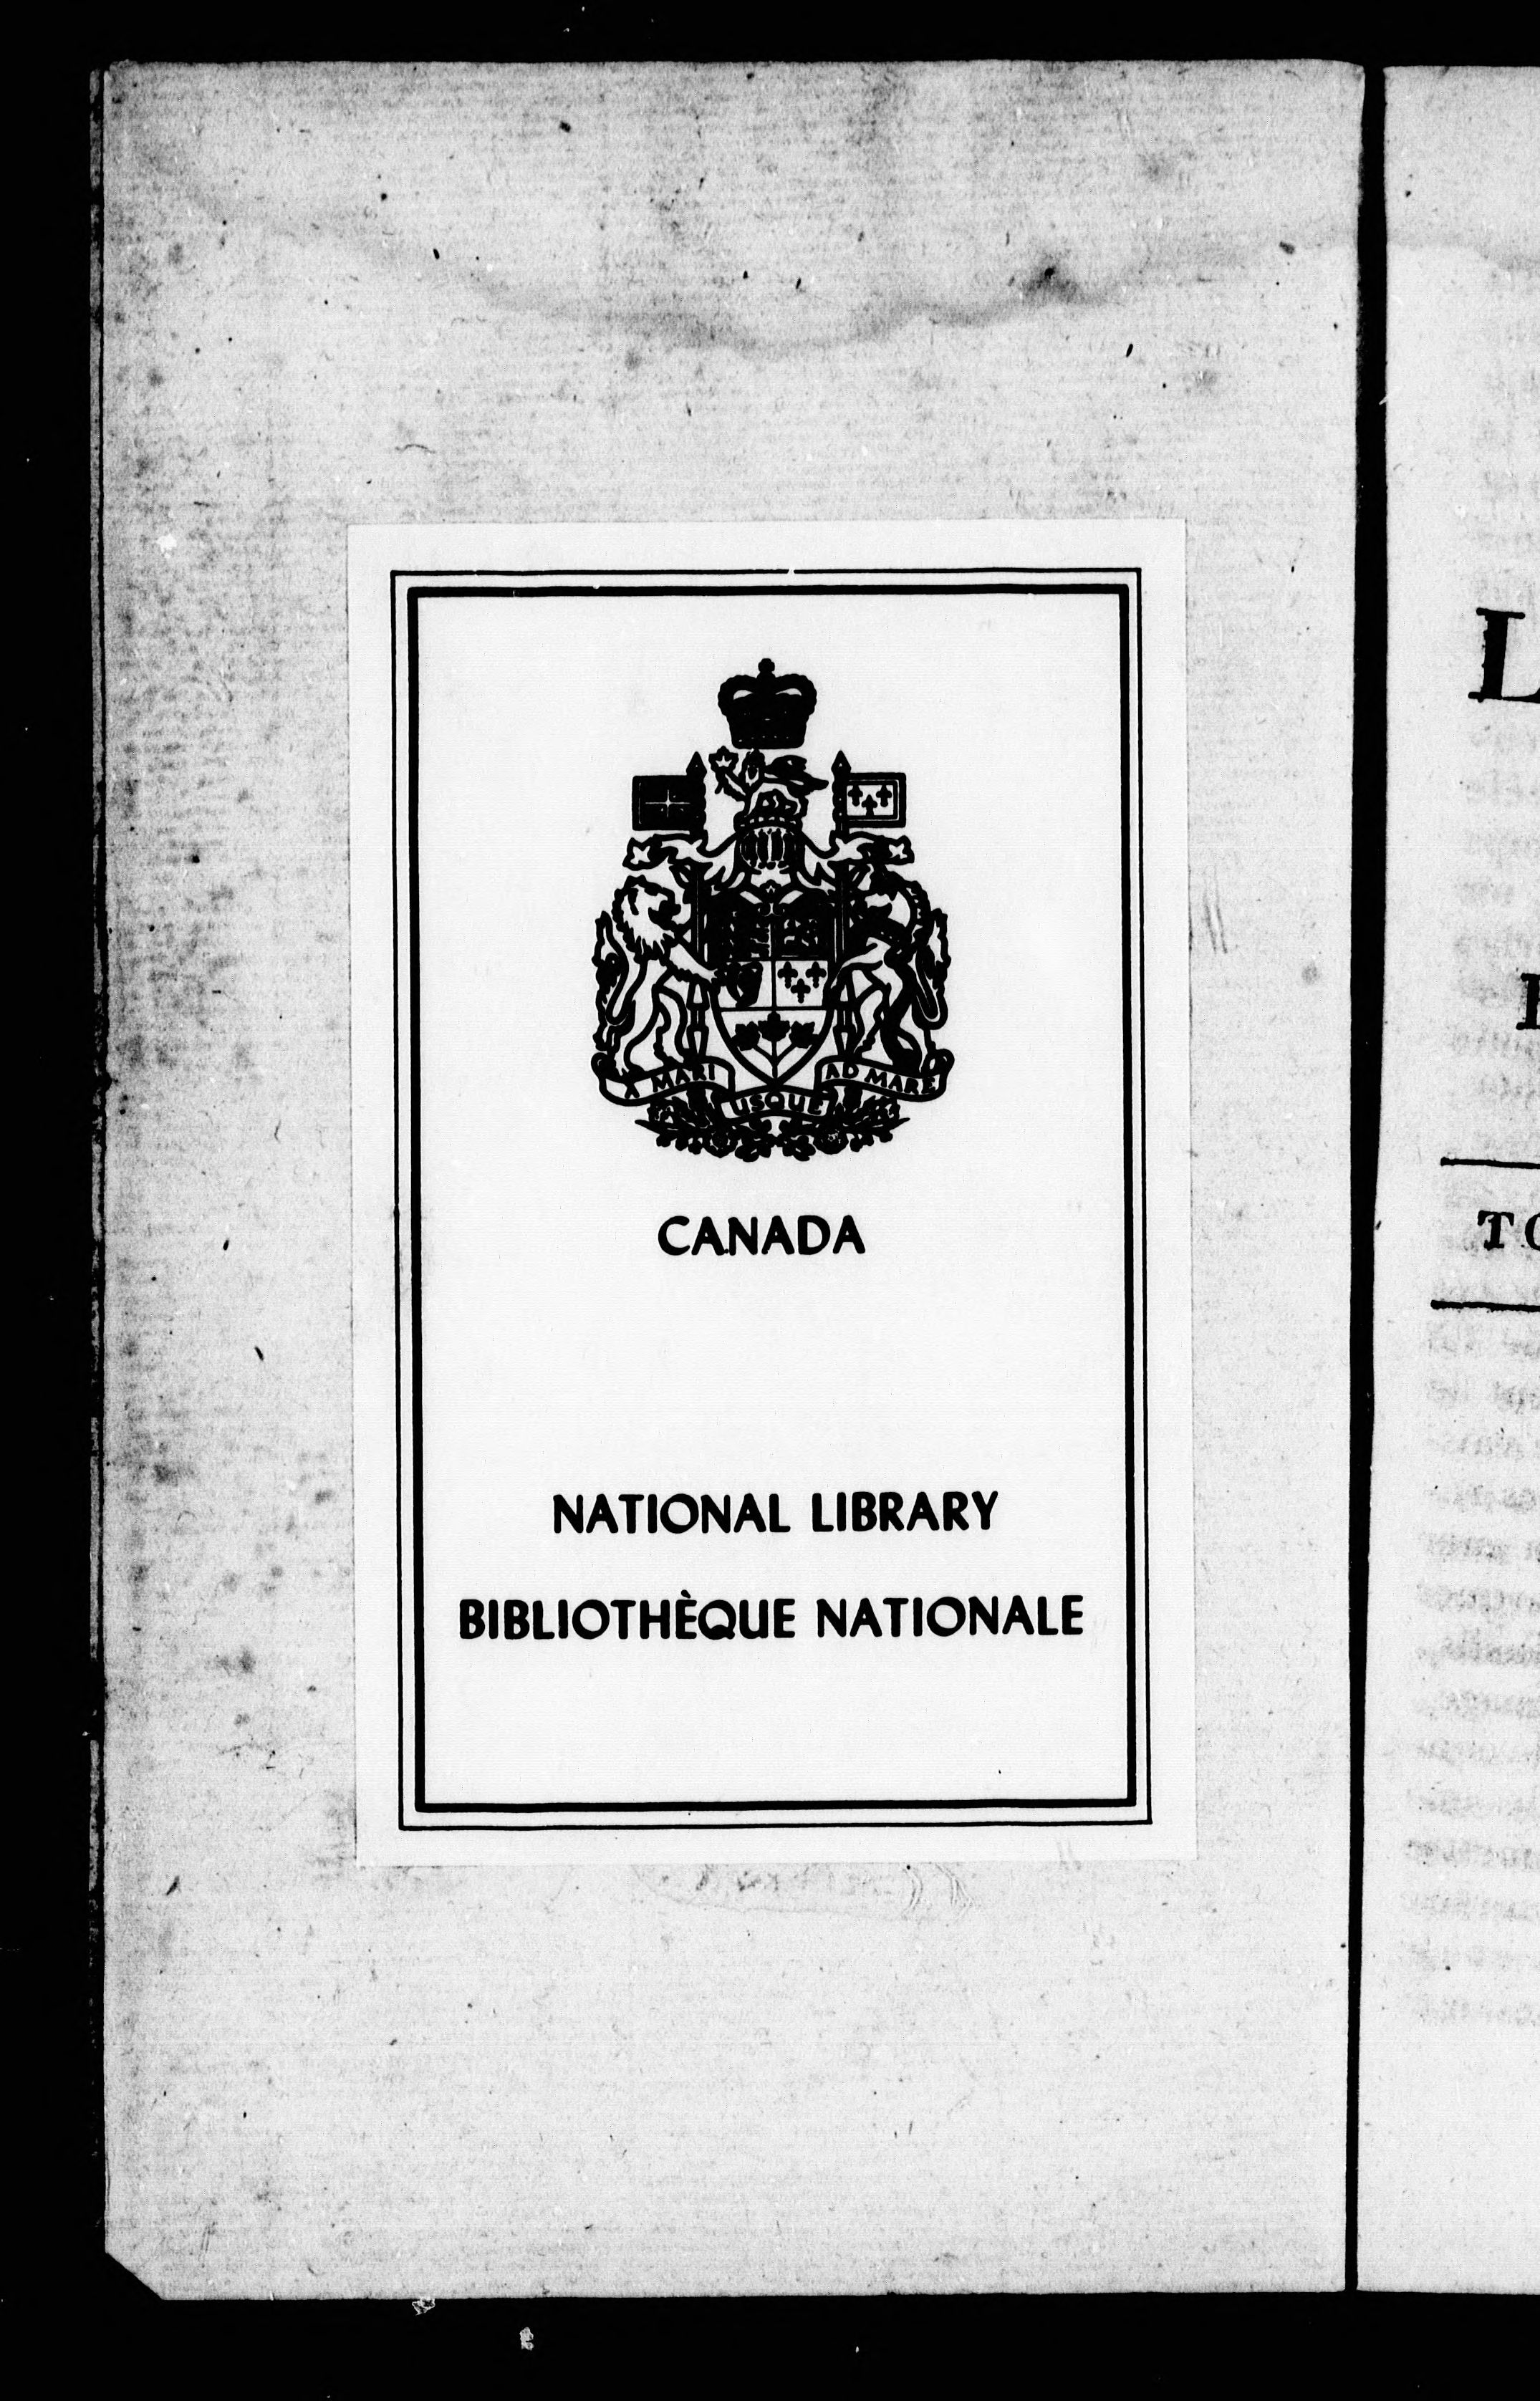 A MARI USQUE AD MARE
CANADA
NATIONAL LIBRARY
BIBLIOTHÈQUE NATIONALE